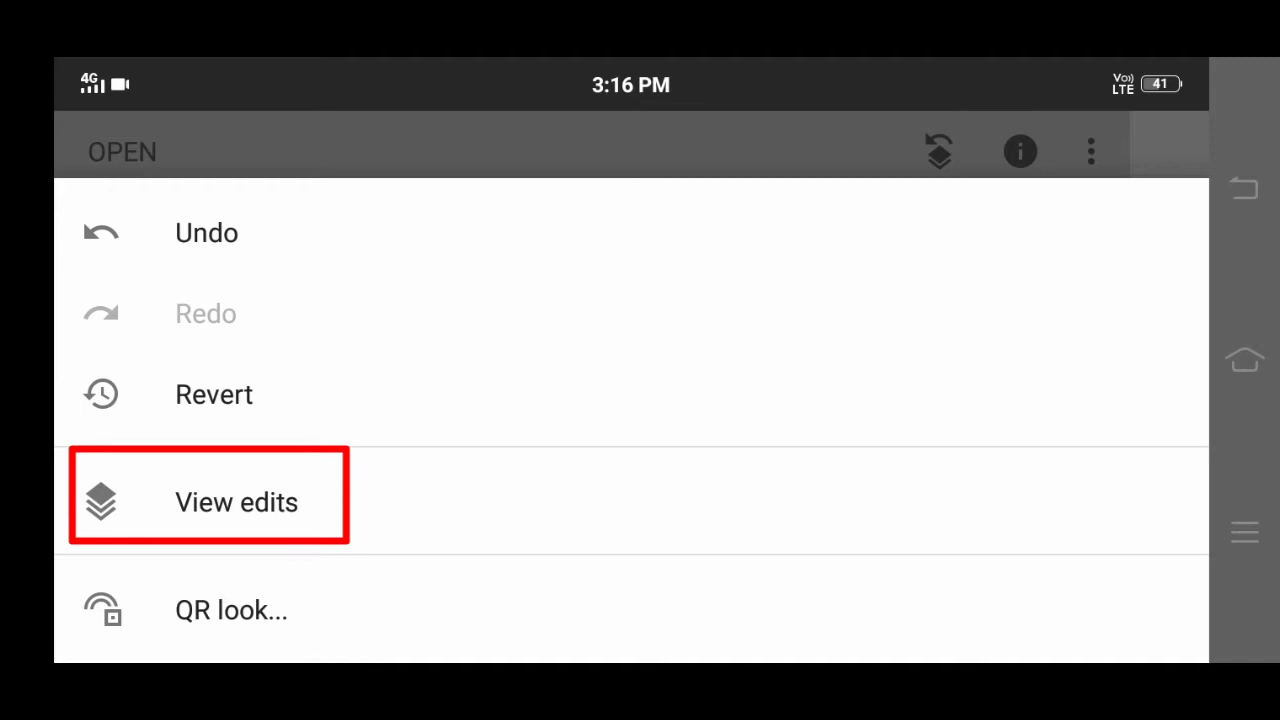 4G
3:16 PM
Vo))
LTE
41
OPEN
Undo
Redo
Revert
View edits
QR look...